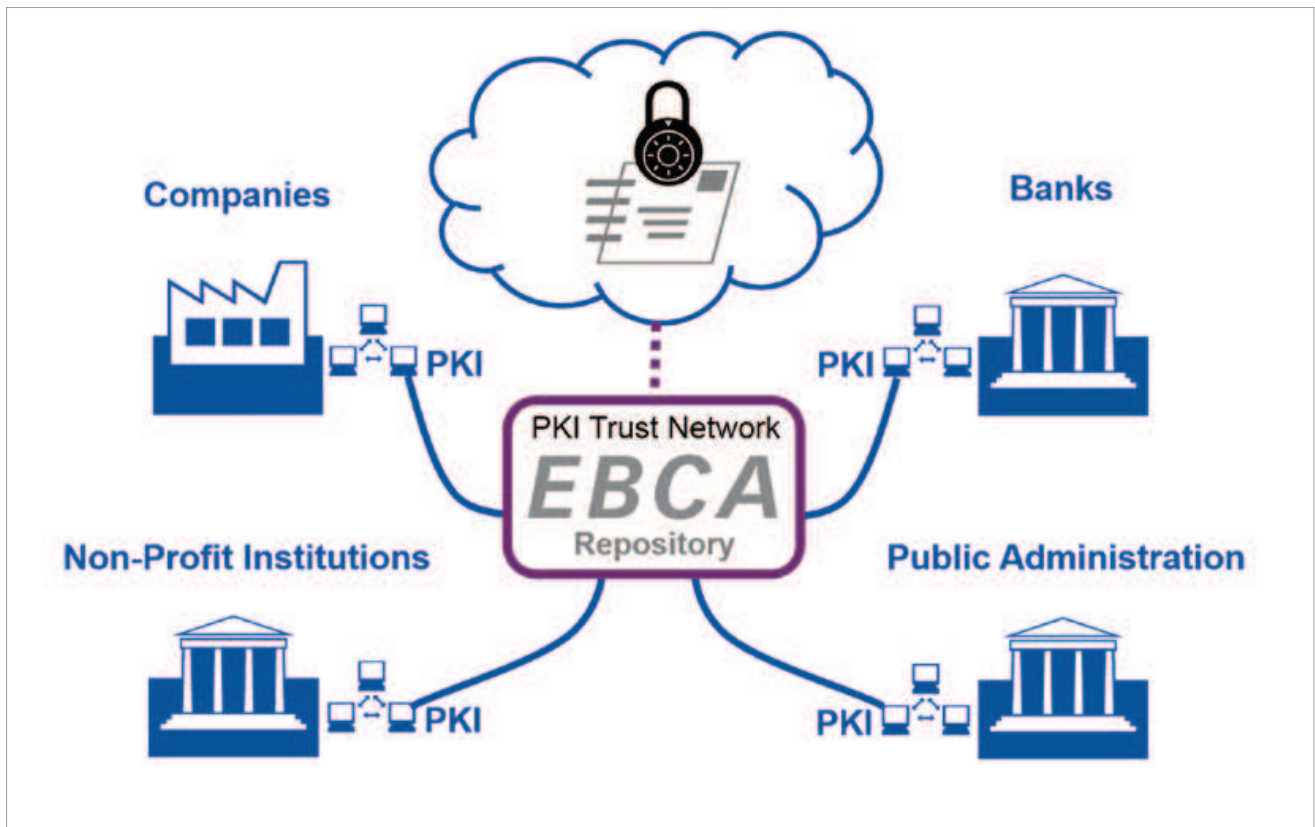 Companies
Banks
PKI
PKI
PKI Trust Network
EBCA
Repository
Non-Profit Institutions
Public Administration
PKI
PKI